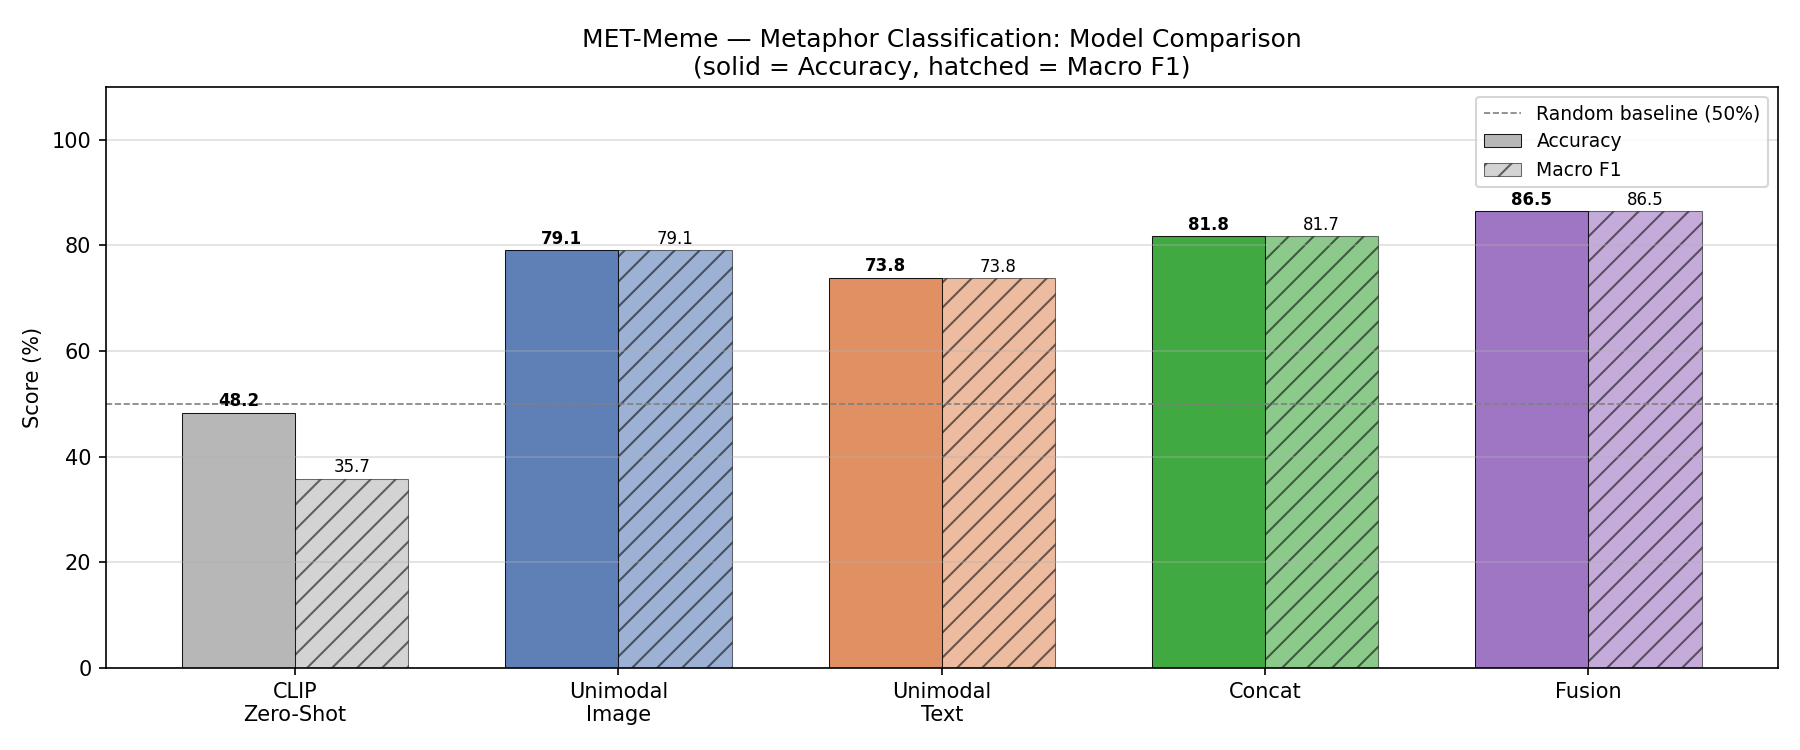 MET-Meme — Metaphor Classification: Model Comparison
(solid = Accuracy, hatched = Macro F1)
Score (%)
100
80
60
40
20
0
Random baseline (50%)
Accuracy
Macro F1
48.2
35.7
79.1
79.1
73.8
73.8
81.8
81.7
86.5
86.5
CLIP
Zero-Shot
Unimodal
Image
Unimodal
Text
Concat
Fusion